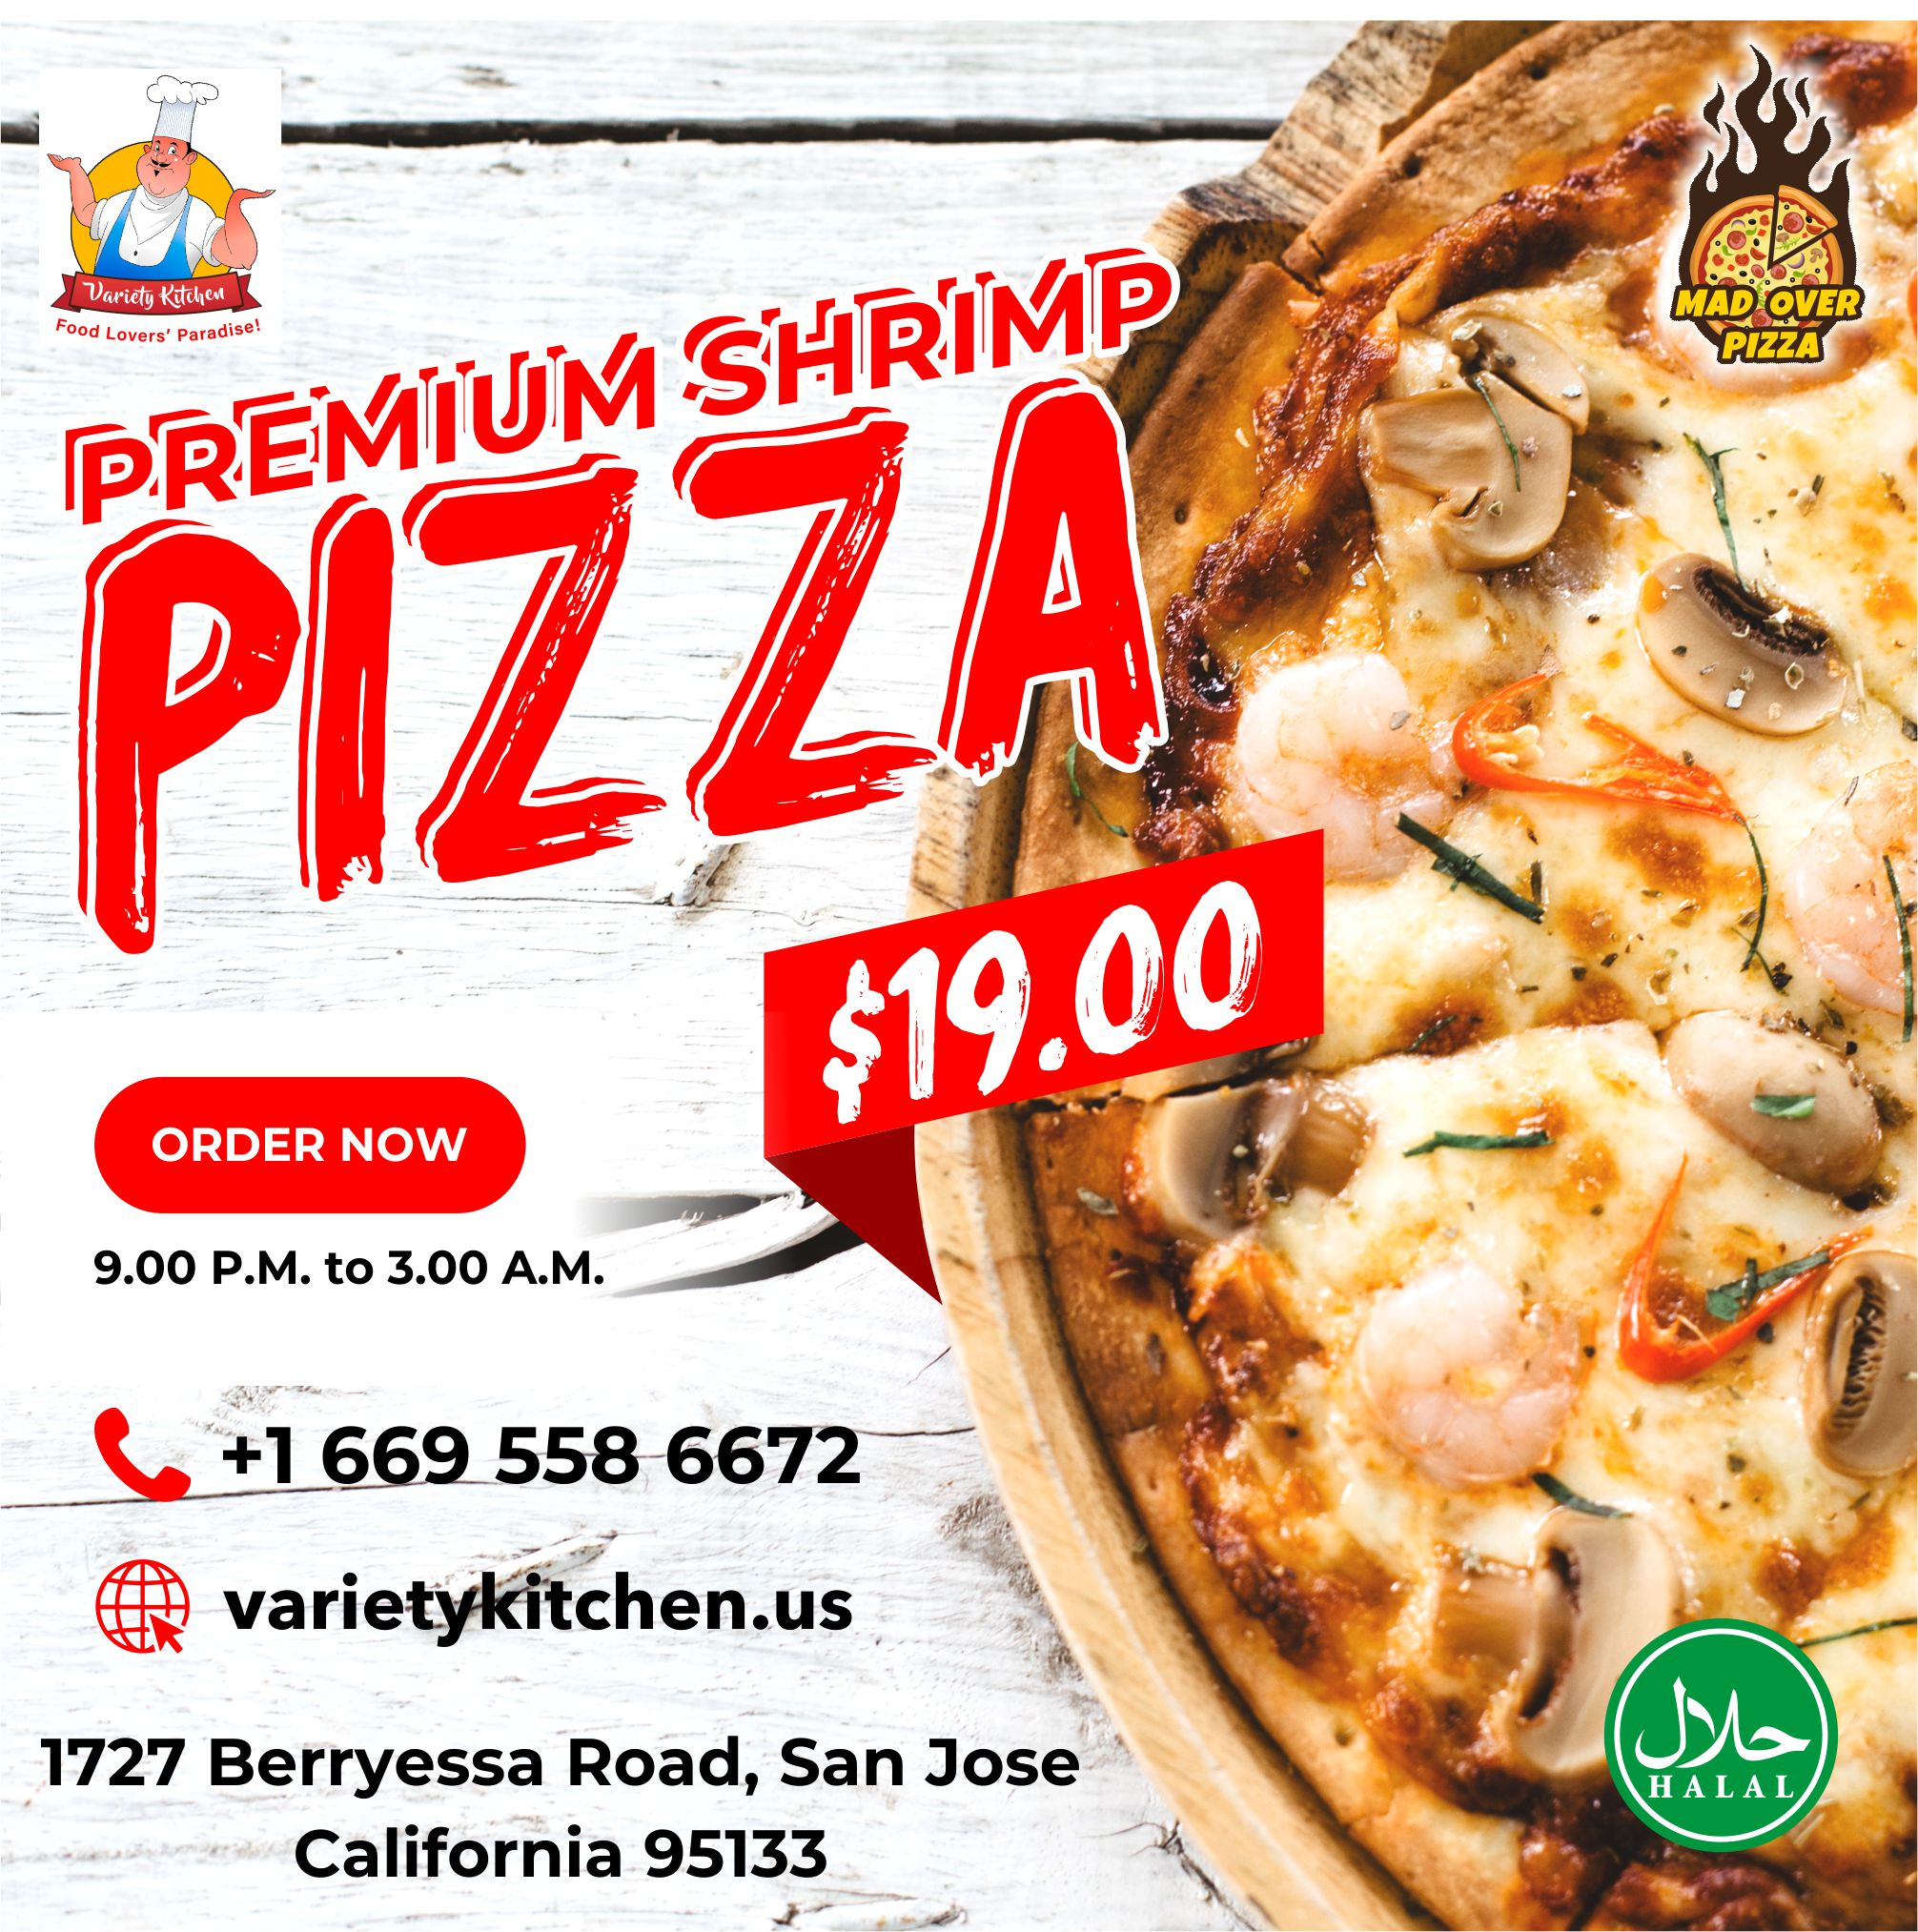 Variety Kitchen
Food Lovers' Paradise!
MAD OVER
PIZZA
PREMIUM SHRIMP
PIZZA
$19.00
ORDER NOW
9.00 P.M. to 3.00 A.M.
+1 669 558 6672
varietykitchen.us
1727 Berryessa Road, San Jose
California 95133
حلال
HALAL